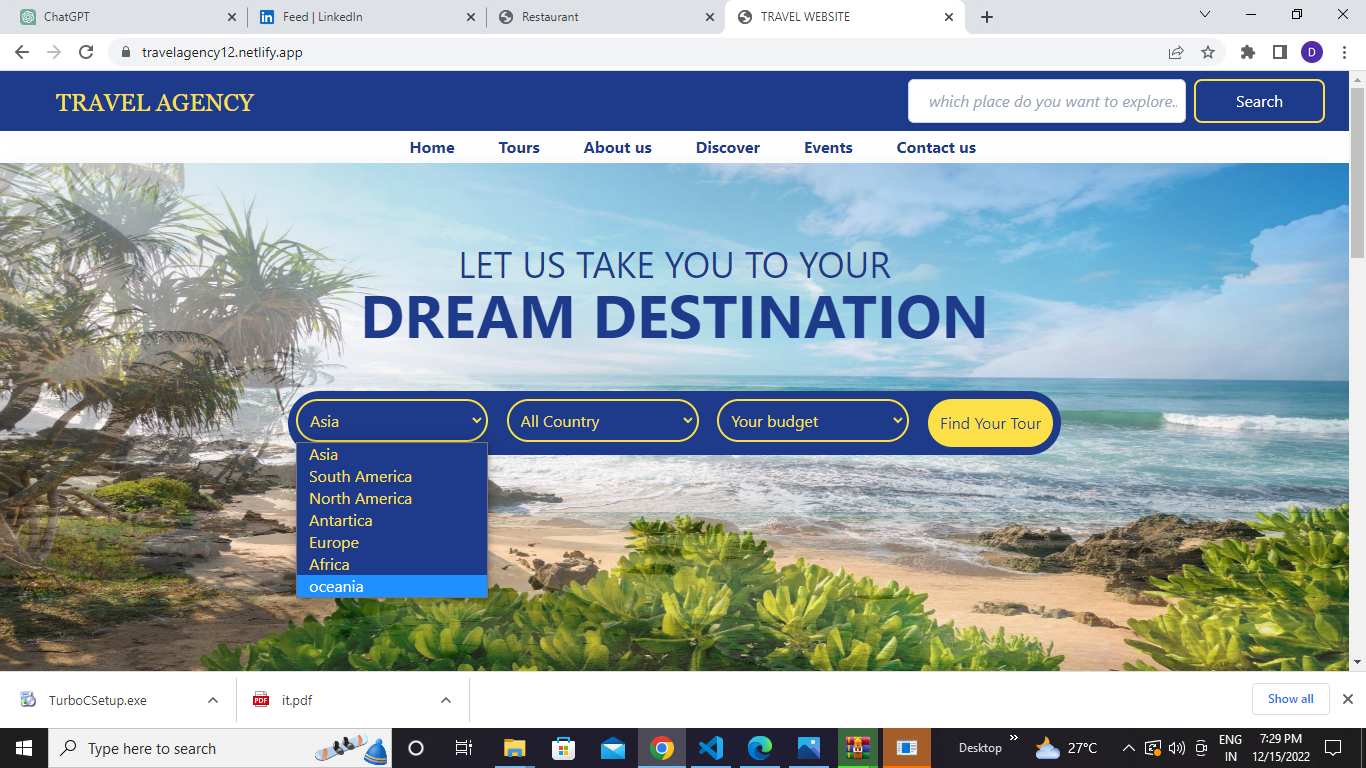 ChatGPT
Feed | LinkedIn
Restaurant
TRAVEL WEBSITE
travelagency12.netlify.app
D
TRAVEL AGENCY
which place do you want to explore..
Search
Home Tours About us Discover Events Contact us
LET US TAKE YOU TO YOUR
DREAM DESTINATION
Asia
All Country
Your budget
Find Your Tour
Asia
South America
North America
Antartica
Europe
Africa
oceania
TurboCSetup.exe
PDF
it.pdf
Show all
Type here to search
Desktop
27°C
ENG
IN
7:29 PM
12/15/2022